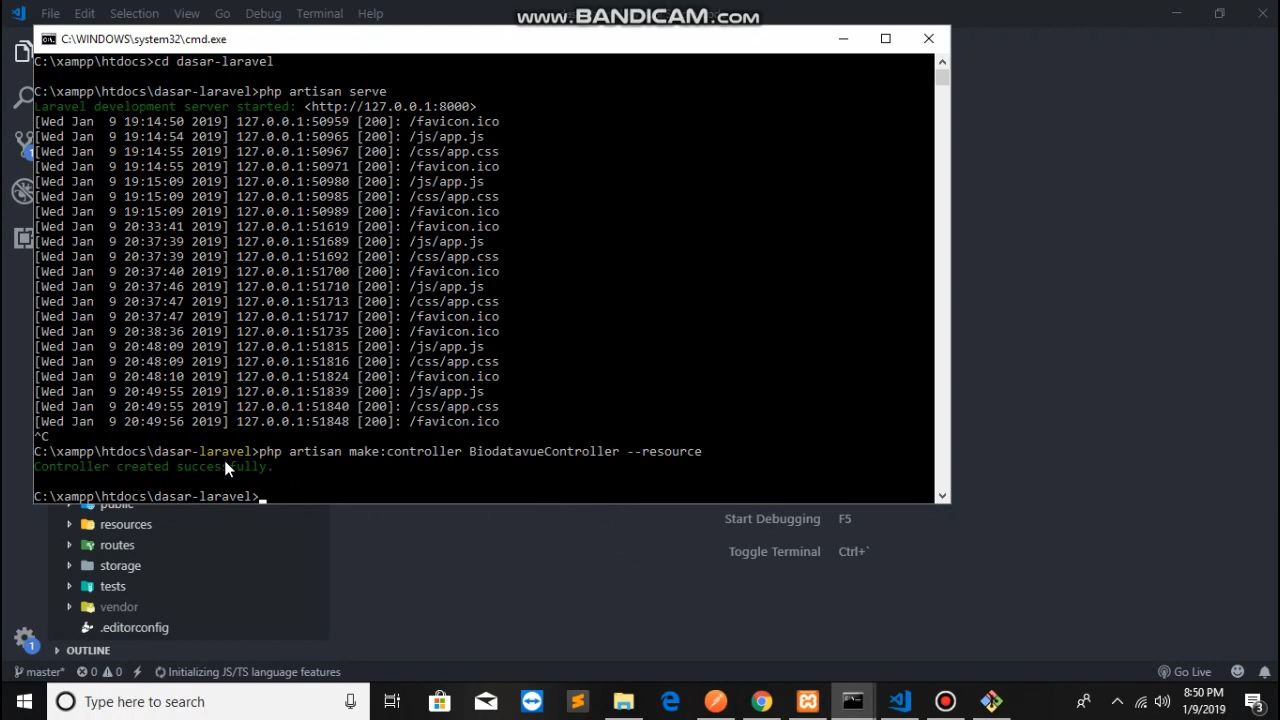 File Edit Selection View Go Debug Terminal Help
www.BANDICAM.com
C:\WINDOWS\system32\cmd.exe
C:\xampp\htdocs>cd dasar-laravel
C:\xampp\htdocs\dasar-laravel>php artisan serve
Laravel development server started: <http://127.0.0.1:8000>
[Wed Jan  9 19:14:50 2019] 127.0.0.1:50959 [200]: /favicon.ico
[Wed Jan  9 19:14:54 2019] 127.0.0.1:50965 [200]: /js/app.js
[Wed Jan  9 19:14:55 2019] 127.0.0.1:50967 [200]: /css/app.css
[Wed Jan  9 19:14:55 2019] 127.0.0.1:50971 [200]: /favicon.ico
[Wed Jan  9 19:15:09 2019] 127.0.0.1:50980 [200]: /js/app.js
[Wed Jan  9 19:15:09 2019] 127.0.0.1:50985 [200]: /css/app.css
[Wed Jan  9 19:15:09 2019] 127.0.0.1:50989 [200]: /favicon.ico
[Wed Jan  9 20:33:41 2019] 127.0.0.1:51619 [200]: /favicon.ico
[Wed Jan  9 20:37:39 2019] 127.0.0.1:51689 [200]: /js/app.js
[Wed Jan  9 20:37:39 2019] 127.0.0.1:51692 [200]: /css/app.css
[Wed Jan  9 20:37:40 2019] 127.0.0.1:51700 [200]: /favicon.ico
[Wed Jan  9 20:37:46 2019] 127.0.0.1:51710 [200]: /js/app.js
[Wed Jan  9 20:37:47 2019] 127.0.0.1:51713 [200]: /css/app.css
[Wed Jan  9 20:37:47 2019] 127.0.0.1:51717 [200]: /favicon.ico
[Wed Jan  9 20:38:36 2019] 127.0.0.1:51735 [200]: /favicon.ico
[Wed Jan  9 20:48:09 2019] 127.0.0.1:51815 [200]: /js/app.js
[Wed Jan  9 20:48:09 2019] 127.0.0.1:51816 [200]: /css/app.css
[Wed Jan  9 20:48:10 2019] 127.0.0.1:51824 [200]: /favicon.ico
[Wed Jan  9 20:49:55 2019] 127.0.0.1:51839 [200]: /js/app.js
[Wed Jan  9 20:49:55 2019] 127.0.0.1:51840 [200]: /css/app.css
[Wed Jan  9 20:49:56 2019] 127.0.0.1:51848 [200]: /favicon.ico
^C
C:\xampp\htdocs\dasar-laravel>php artisan make:controller BiodatavueController --resource
Controller created successfully.
C:\xampp\htdocs\dasar-laravel>
public
resources
routes
storage
tests
vendor
.editorconfig
OUTLINE
Start Debugging F5
Toggle Terminal Ctrl+`
master* 0 0 Initializing JS/TS language features
Go Live
1
Type here to search
8:50 PM
1/9/2019
3